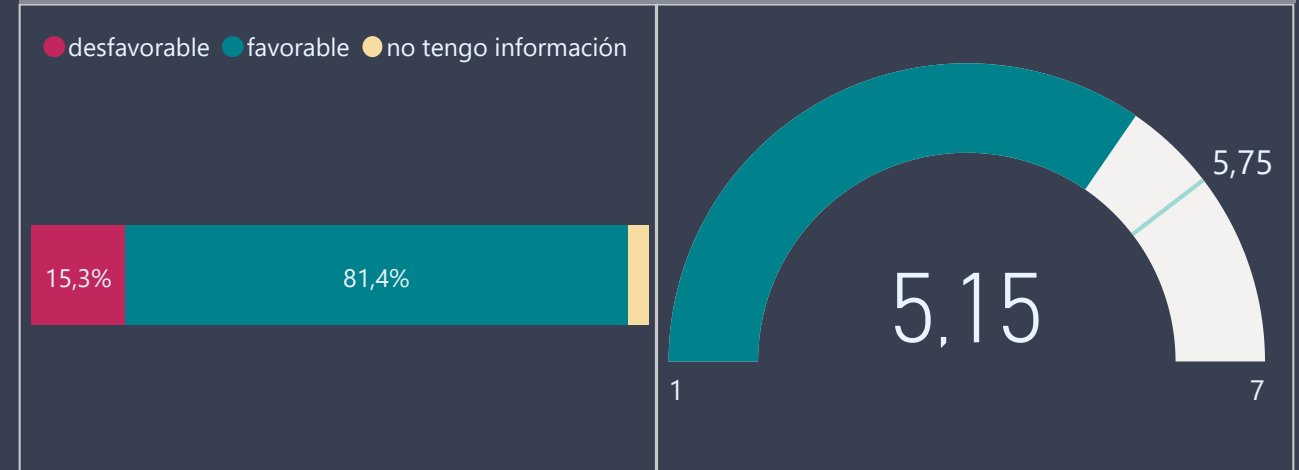 desfavorable favorable no tengo información
15,3% 81,4%
5,75
5,15
1 7